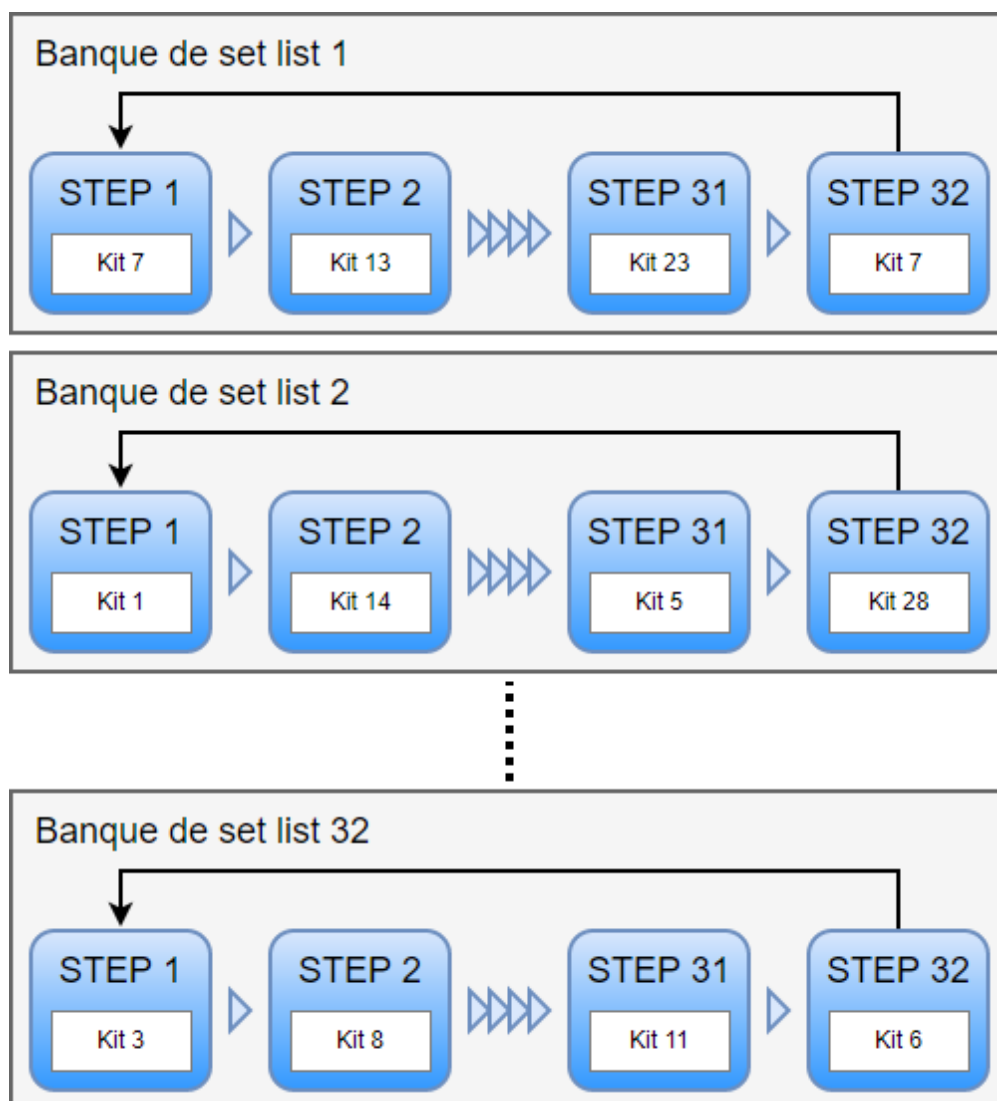 Banque de set list 1
STEP 1 STEP 2 STEP 31 STEP 32
Kit 7 Kit 13 Kit 23 Kit 7
Banque de set list 2
STEP 1 STEP 2 STEP 31 STEP 32
Kit 1 Kit 14 Kit 5 Kit 28
Banque de set list 32
STEP 1 STEP 2 STEP 31 STEP 32
Kit 3 Kit 8 Kit 11 Kit 6